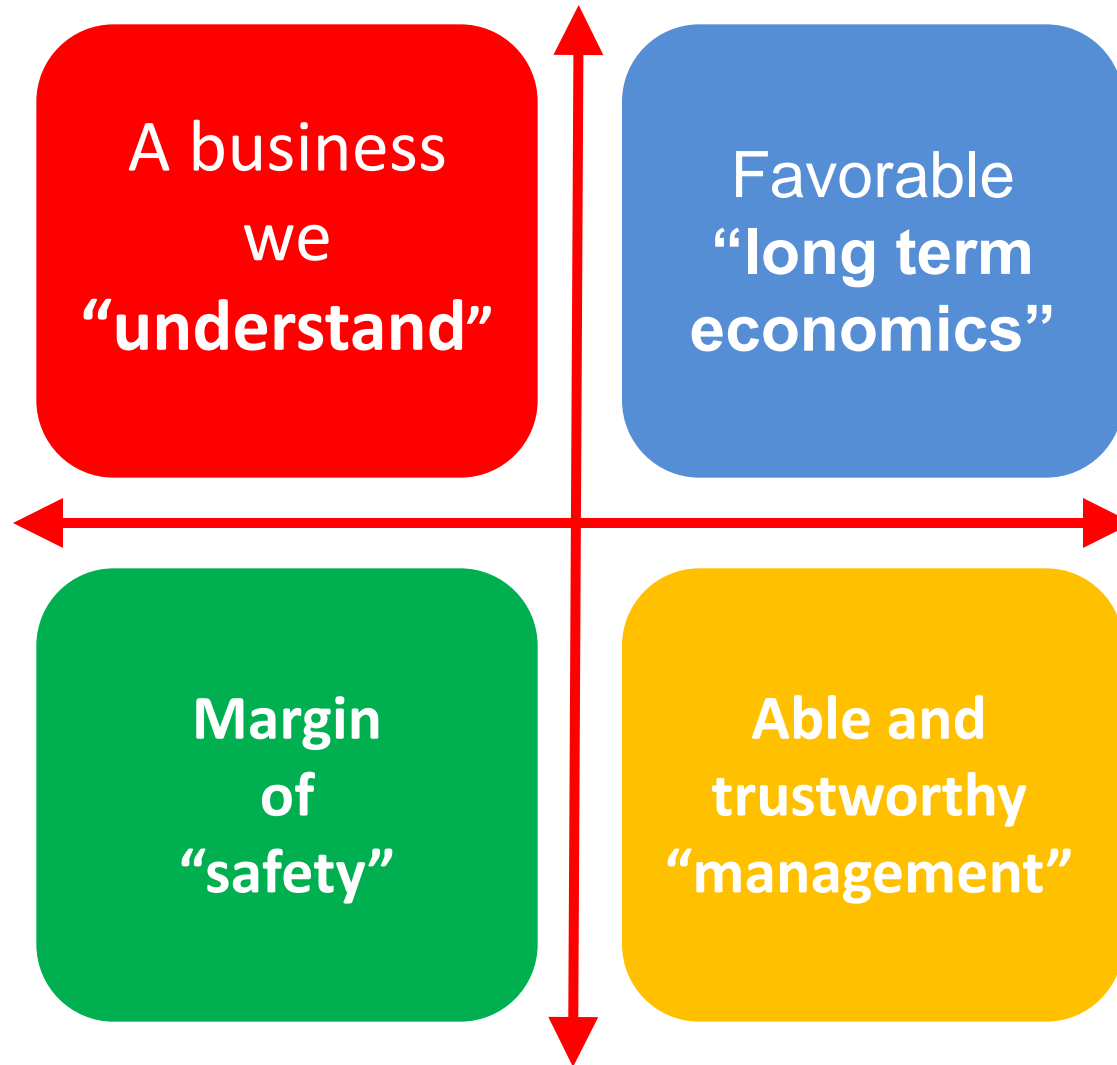 A business
we
“understand”
Favorable
“long term
economics”
Margin
of
“safety”
Able and
trustworthy
“management”